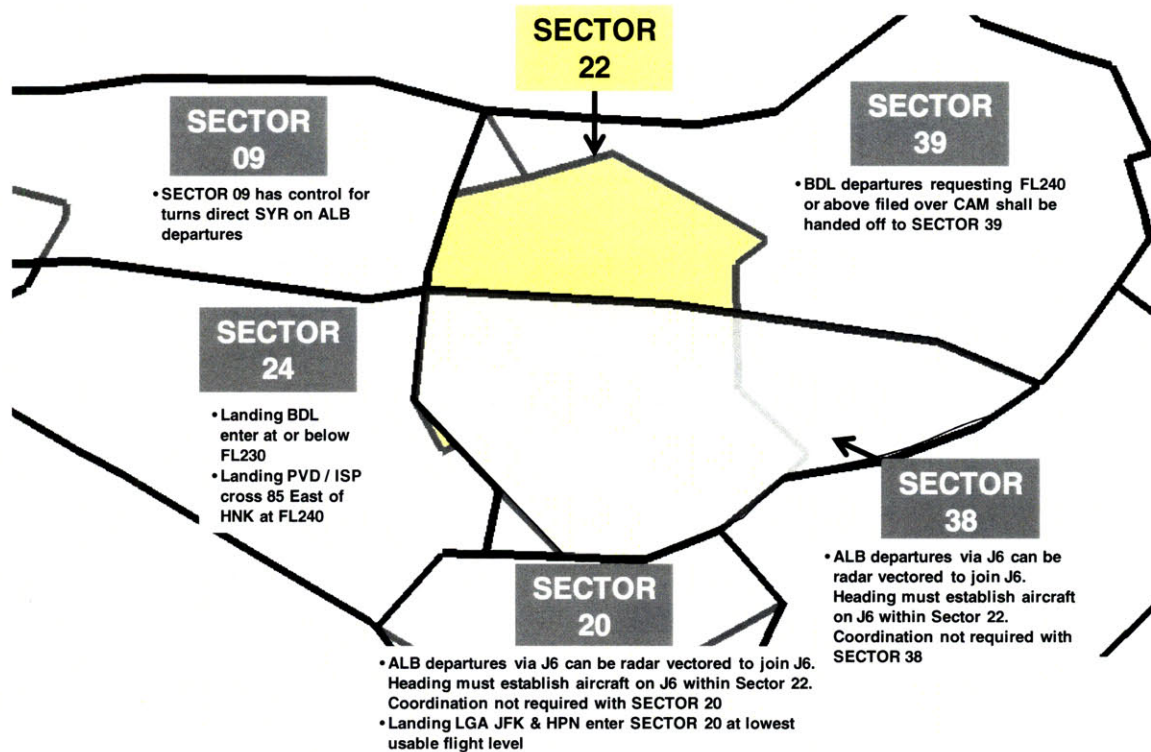 SECTOR
22
SECTOR
09
• SECTOR 09 has control for
turns direct SYR on ALB
departures
SECTOR
39
• BDL departures requesting FL240
or above filed over CAM shall be
handed off to SECTOR 39
SECTOR
24
• Landing BDL
enter at or below
FL230
• Landing PVD / ISP
cross 85 East of
HNK at FL240
SECTOR
38
• ALB departures via J6 can be
radar vectored to join J6.
Heading must establish aircraft
on J6 within Sector 22.
Coordination not required with
SECTOR 38
SECTOR
20
• ALB departures via J6 can be radar vectored to join J6.
Heading must establish aircraft on J6 within Sector 22.
Coordination not required with SECTOR 20
• Landing LGA JFK & HPN enter SECTOR 20 at lowest
usable flight level